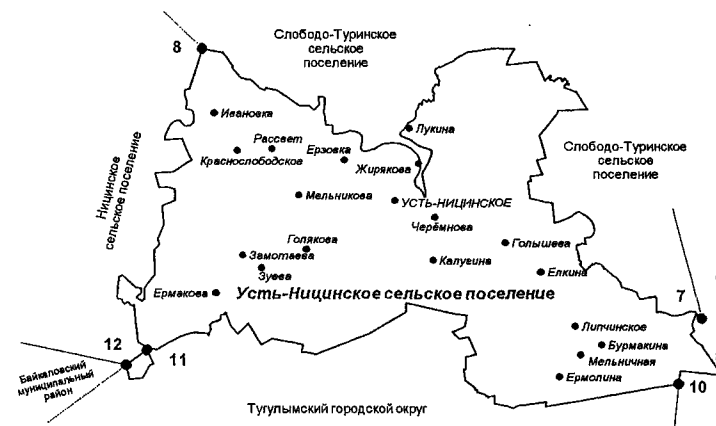 8
Слободо-Туринское
сельское
поселение
Ивановка
Лукина
Рассвет
Ерзовка
Краснослободское
Жирякова
Слободо-Туринское
сельское
поселение
Ницинское
сельское поселение
Мельникова
УСТЬ-НИЦИНСКОЕ
Черёмнова
Голякова
Голышева
Замотаева
Зуева
Калугина
Елкина
Ермакова
Усть-Ницинское сельское поселение
7
Липчинское
12
11
Бурмакина
Мельничная
Байкаловский
муниципальный
район
Ермолина
10
Тугулымский городской округ